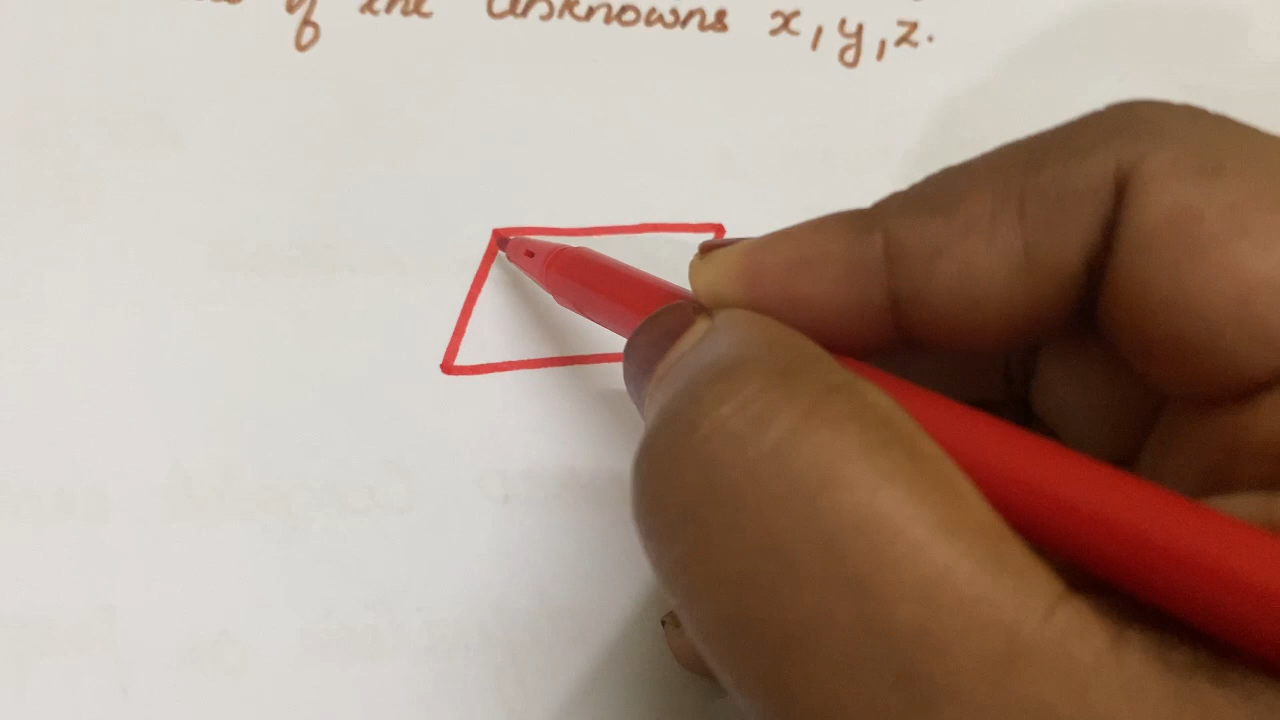 of the unknowns x, y, z.